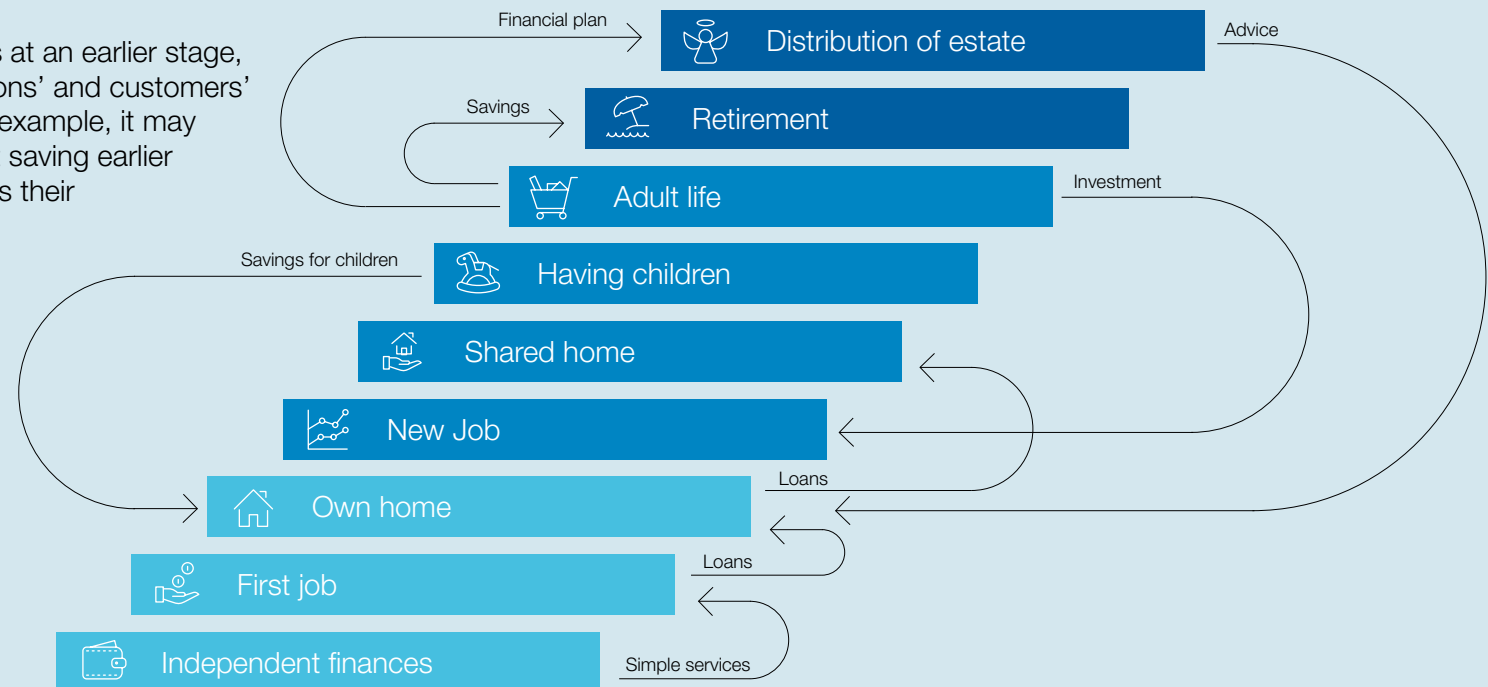 s at an earlier stage,
ons’ and customers’
example, it may
saving earlier
s their
Financial plan
Distribution of estate
Advice
Savings
Retirement
Adult life
Investment
Savings for children
Having children
Shared home
New Job
Own home
Loans
First job
Loans
Independent finances
Simple services